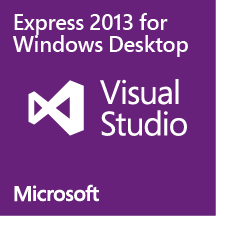 Express 2013 for
Windows Desktop
Visual
Studio
Microsoft